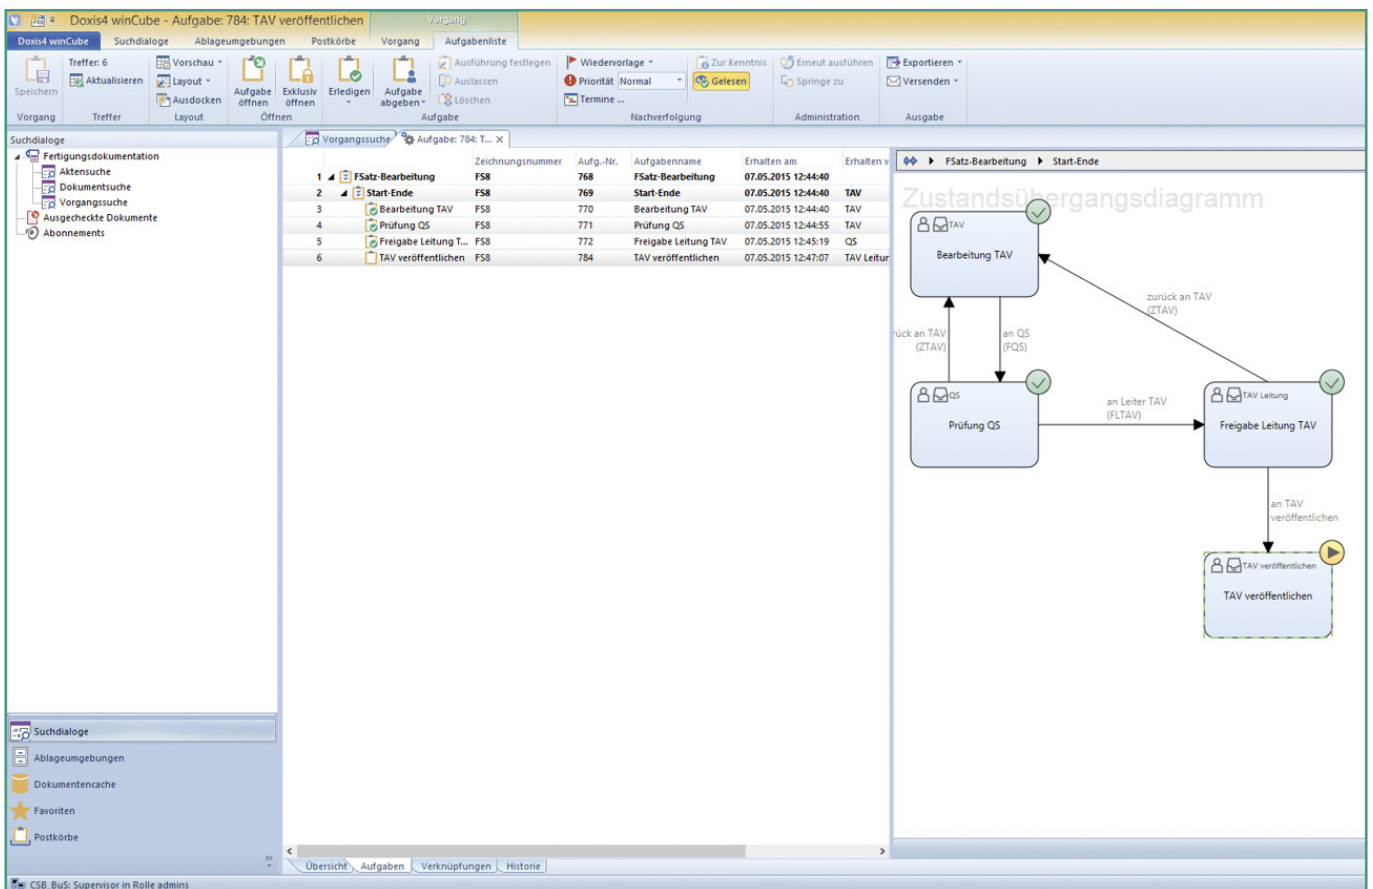 Doxis4 winCube - Aufgabe: 784: TAV veröffentlichen
Vorgang
Doxis4 winCube Suchdialoge Ablageumgebungen Postkörbe Vorgang Aufgabenliste
Speichern
Vorgang
Treffer: 6
Aktualisieren
Treffer
Vorschau
Layout
Ausdocken
Layout
Aufgabe öffnen
Exklusiv öffnen
Öffnen
Erledigen
Aufgabe abgeben
Ausführung festlegen
Auslassen
Löschen
Aufgabe
Wiedervorlage
Priorität Normal
Termine ...
Zur Kenntnis
Gelesen
Nachverfolgung
Erneut ausführen
Springe zu
Administration
Exportieren
Versenden
Ausgabe
Suchdialoge
Fertigungsdokumentation
Aktensuche
Dokumentsuche
Vorgangssuche
Ausgecheckte Dokumente
Abonnements
Vorgangssuche Aufgabe: 784: T... X
Zeichnungsnummer Aufg.-Nr. Aufgabenname Erhalten am Erhalten v
1 FSatz-Bearbeitung FS8 768 FSatz-Bearbeitung 07.05.2015 12:44:40
2 Start-Ende FS8 769 Start-Ende 07.05.2015 12:44:40 TAV
3 Bearbeitung TAV FS8 770 Bearbeitung TAV 07.05.2015 12:44:40 TAV
4 Prüfung QS FS8 771 Prüfung QS 07.05.2015 12:44:55 TAV
5 Freigabe Leitung T... FS8 772 Freigabe Leitung TAV 07.05.2015 12:45:19 QS
6 TAV veröffentlichen FS8 784 TAV veröffentlichen 07.05.2015 12:47:07 TAV Leitur
FSatz-Bearbeitung Start-Ende
Zustandsübergangsdiagramm
TAV
Bearbeitung TAV
zurück an TAV
(ZTAV)
rück an TAV
(ZTAV)
an QS
(FQS)
QS
Prüfung QS
an Leiter TAV
(FLTAV)
TAV Leitung
Freigabe Leitung TAV
an TAV
veröffentlichen
TAV veröffentlichen
TAV veröffentlichen
Suchdialoge
Ablageumgebungen
Dokumentencache
Favoriten
Postkörbe
Übersicht Aufgaben Verknüpfungen Historie
CSB_BuS: Supervisor in Rolle admins